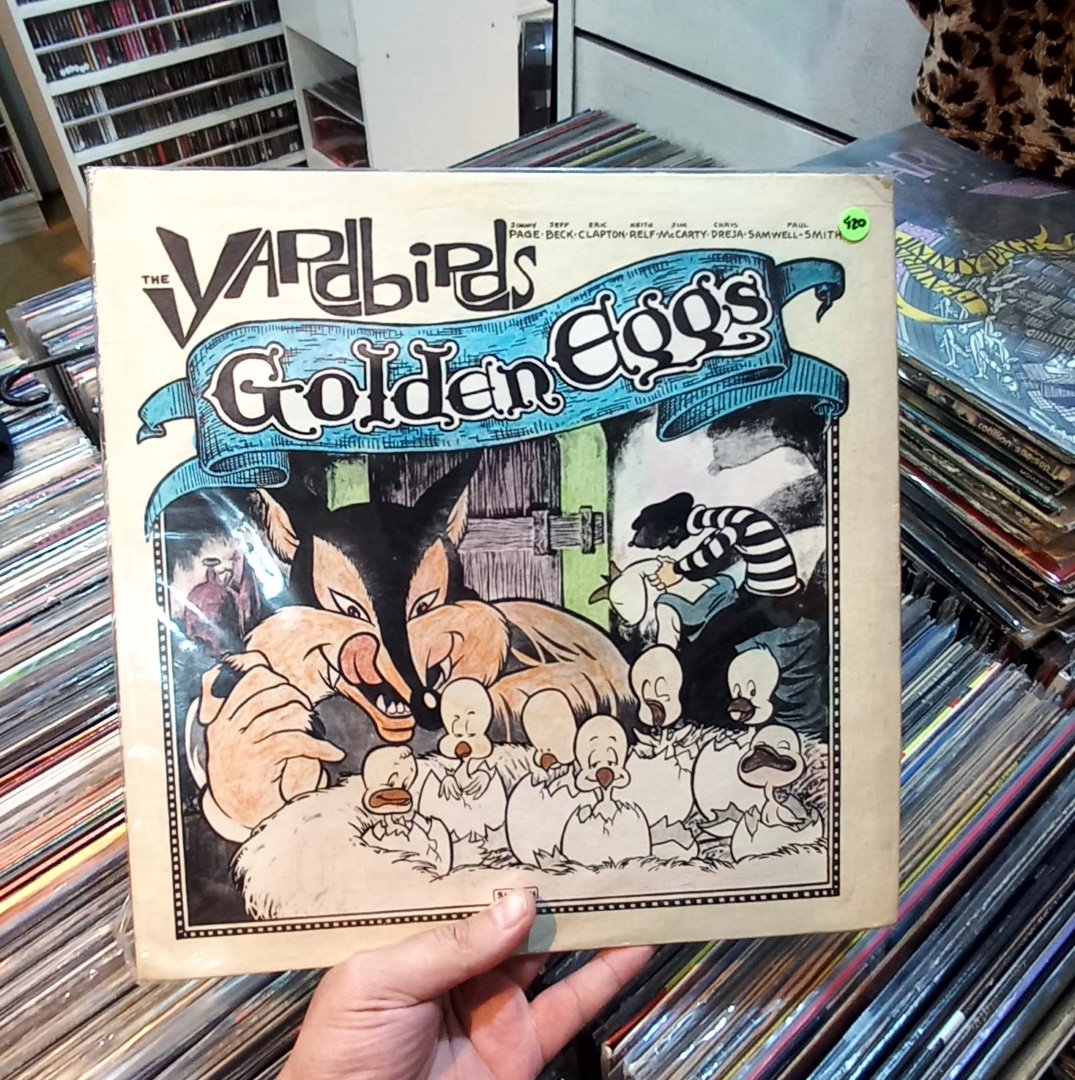 THE YARDBIRDS
JIMMY JEFF ERIC KEITH JIM CHRIS PAUL
PAGE·BECK·CLAPTON·RELF·McCARTY·DREJA·SAMWELL-SMITH
420
Golden Eggs